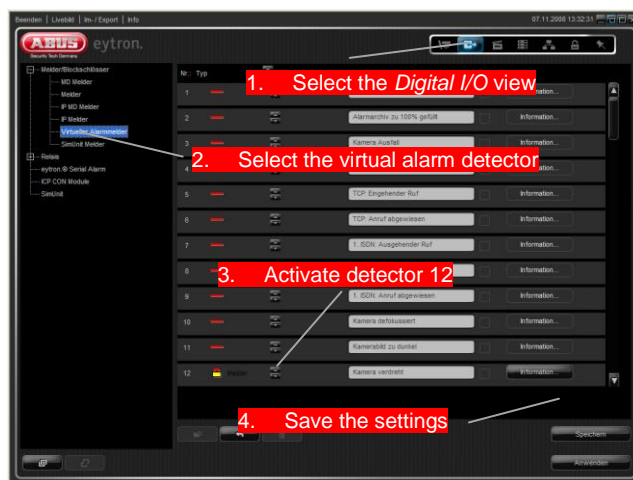 Beenden | Livebild | Im- / Export | Info
07.11.2008 13:32:31
ABUS eytron.
Security Tech Germany
Melder/Blockschlösser
MD Melder
Melder
IP MD Melder
IP Melder
Virtueller Alarmmelder
SimUnit Melder
Relais
eytron.® Serial Alarm
ICP CON Module
SimUnit
Nr.: Typ
1. Select the Digital I/O view
1
2 Alarmarchiv zu 100% gefüllt Information...
3 Kamera Ausfall Information...
2. Select the virtual alarm detector
4
5 TCP: Eingehender Ruf Information...
6 TCP: Anruf abgewiesen Information...
7 1. ISDN: Ausgehender Ruf Information...
8 Information...
3. Activate detector 12
9 1. ISDN: Anruf abgewiesen Information...
10 Kamera defokussiert Information...
11 Kamerabild zu dunkel Information...
12 Melder Kamera verdreht Information...
4. Save the settings
Speichern
Anwenden